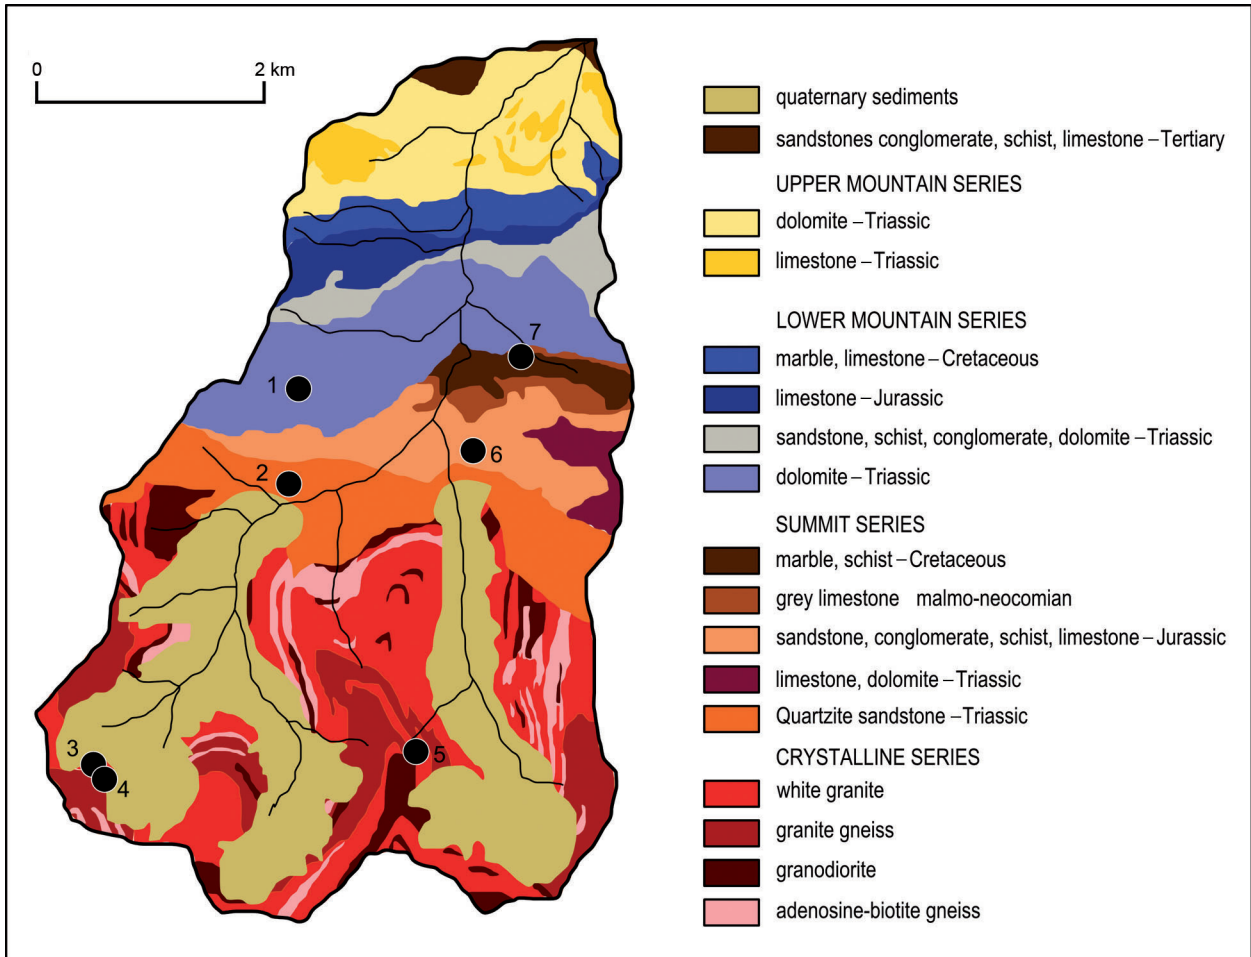 0 2 km
quaternary sediments
sandstones conglomerate, schist, limestone – Tertiary
UPPER MOUNTAIN SERIES
dolomite – Triassic
limestone – Triassic
LOWER MOUNTAIN SERIES
marble, limestone – Cretaceous
limestone – Jurassic
sandstone, schist, conglomerate, dolomite – Triassic
dolomite – Triassic
SUMMIT SERIES
marble, schist – Cretaceous
grey limestone malmo-neocomian
sandstone, conglomerate, schist, limestone – Jurassic
limestone, dolomite – Triassic
Quartzite sandstone – Triassic
CRYSTALLINE SERIES
white granite
granite gneiss
granodiorite
adenosine-biotite gneiss
7
1
6
2
3
5
4